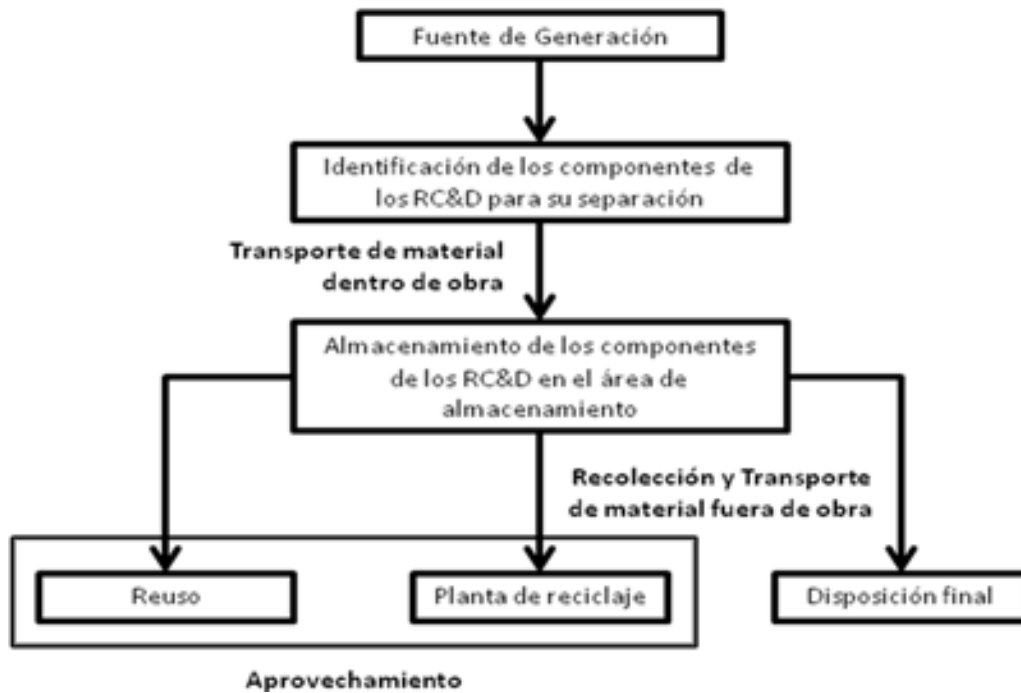 Fuente de Generación
Identificación de los componentes de
los RC&D para su separación
Transporte de material
dentro de obra
Almacenamiento de los componentes
de los RC&D en el área de
almacenamiento
Recolección y Transporte
de material fuera de obra
Reuso
Planta de reciclaje
Disposición final
Aprovechamiento